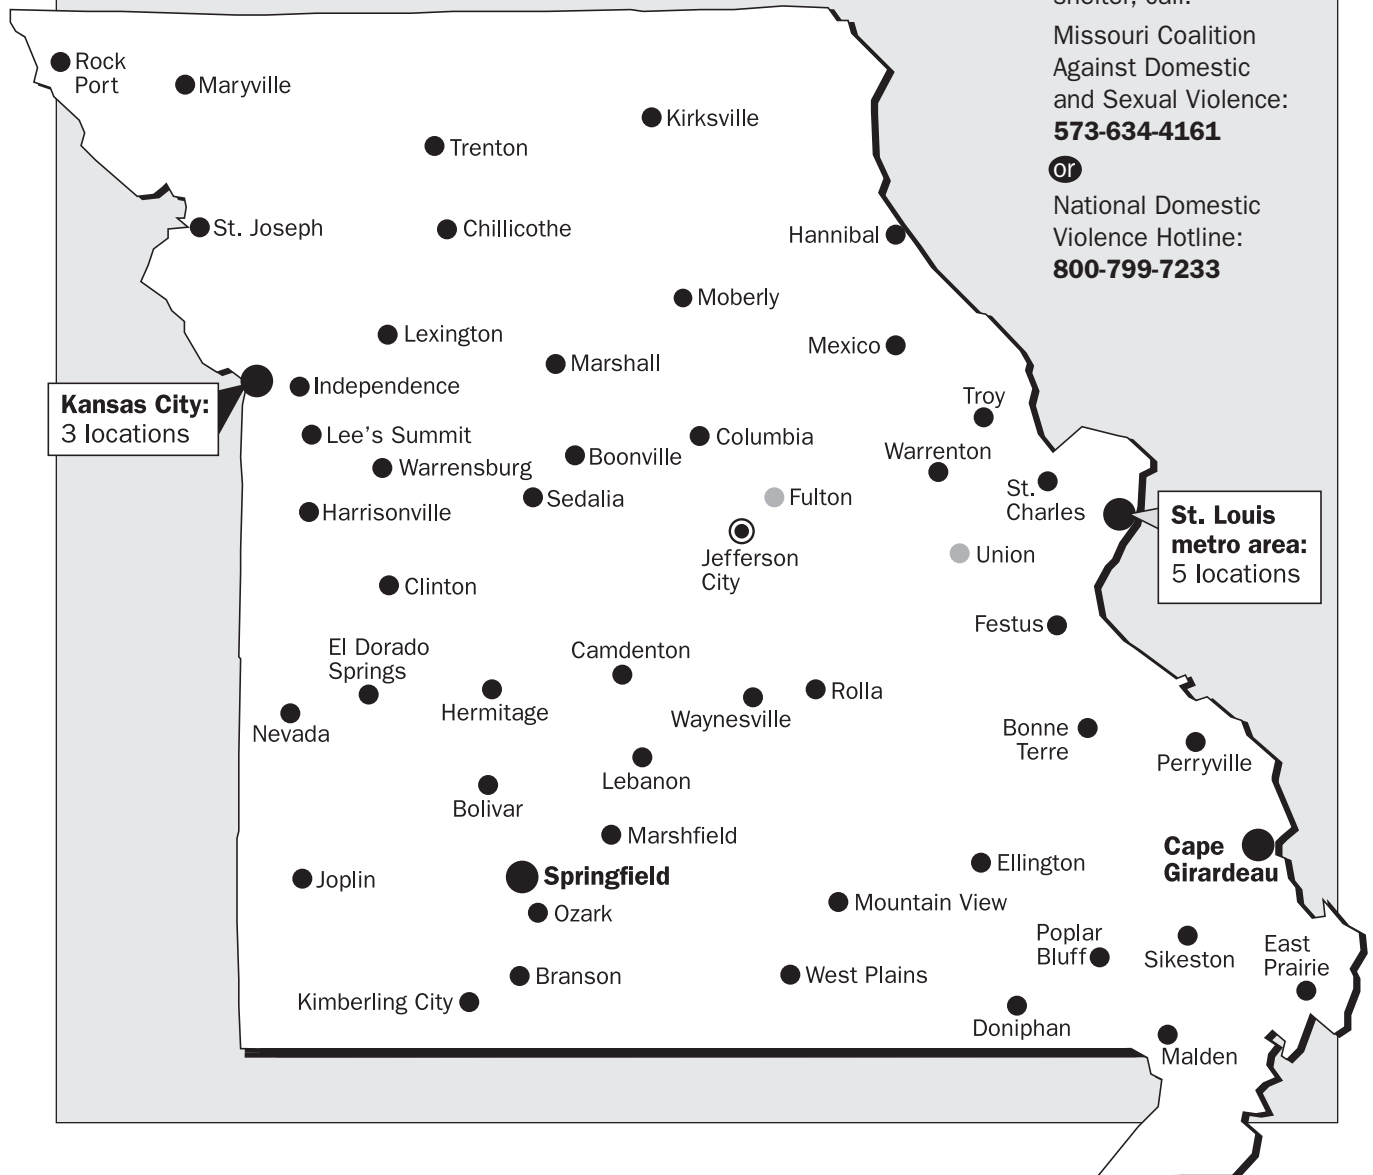 shelter, call:
Missouri Coalition
Against Domestic
and Sexual Violence:
573-634-4161
or
National Domestic
Violence Hotline:
800-799-7233
Rock
Port
Maryville
Kirksville
Trenton
St. Joseph
Chillicothe
Hannibal
Moberly
Lexington
Mexico
Marshall
Independence
Kansas City:
3 locations
Troy
Lee's Summit
Columbia
Warrenton
Boonville
Warrensburg
St.
Charles
Sedalia
Fulton
Harrisonville
St. Louis
metro area:
5 locations
Jefferson
City
Union
Clinton
Festus
El Dorado
Springs
Camdenton
Rolla
Hermitage
Waynesville
Nevada
Bonne
Terre
Perryville
Lebanon
Bolivar
Marshfield
Cape
Girardeau
Ellington
Springfield
Joplin
Mountain View
Ozark
Poplar
Bluff
Sikeston
East
Prairie
Branson
West Plains
Kimberling City
Doniphan
Malden